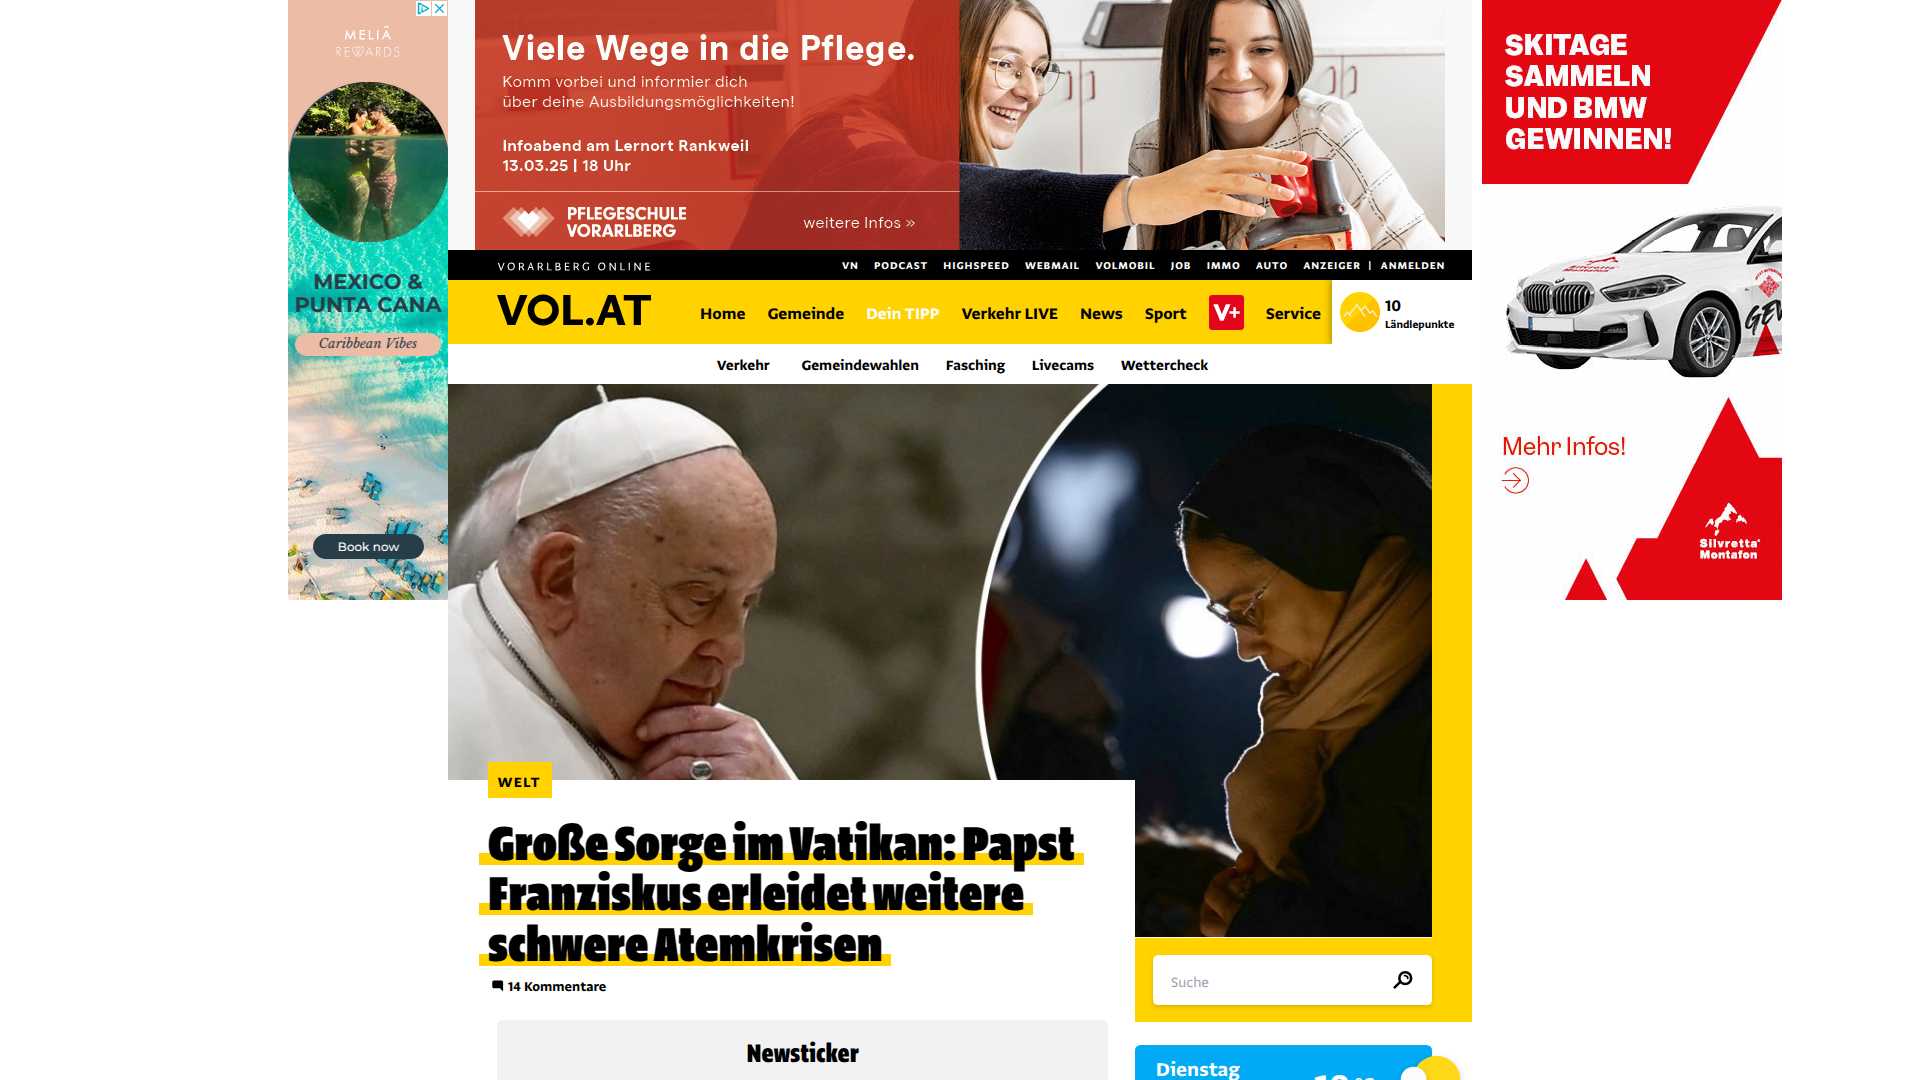 MELIÃ
REWARDS
MEXICO &
PUNTA CANA
Caribbean Vibes
Book now
Viele Wege in die Pflege.
Komm vorbei und informier dich
über deine Ausbildungsmöglichkeiten!
Infoabend am Lernort Rankweil
13.03.25 | 18 Uhr
PFLEGESCHULE
VORARLBERG
weitere Infos »
SKITAGE
SAMMELN
UND BMW
GEWINNEN!
Mehr Infos!
Silvretta
Montafon
VORARLBERG ONLINE
VN PODCAST HIGHSPEED WEBMAIL VOLMOBIL JOB IMMO AUTO ANZEIGER | ANMELDEN
VOL.AT
Home Gemeinde Dein TIPP Verkehr LIVE News Sport V+ Service
10
Ländlepunkte
Verkehr Gemeindewahlen Fasching Livecams Wettercheck
WELT
Große Sorge im Vatikan: Papst
Franziskus erleidet weitere
schwere Atemkrisen
14 Kommentare
Suche
Newsticker
Dienstag